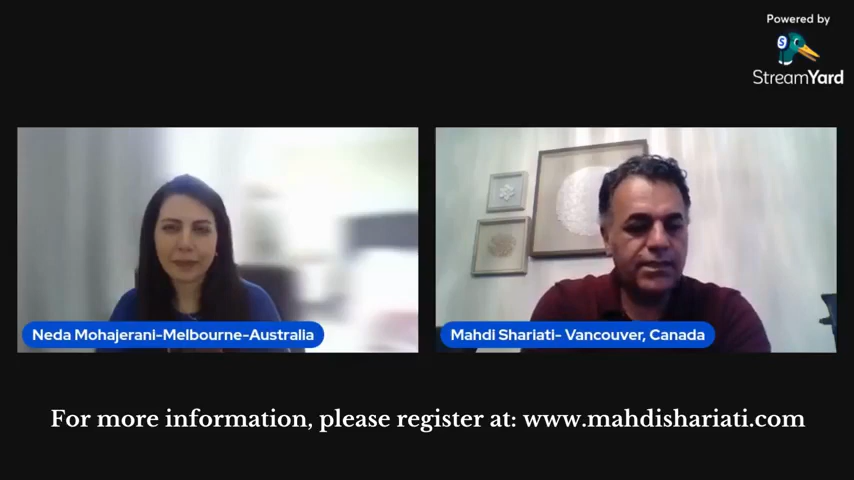 Powered by
StreamYard
Neda Mohajerani-Melbourne-Australia
Mahdi Shariati- Vancouver, Canada
For more information, please register at: www.mahdishariati.com